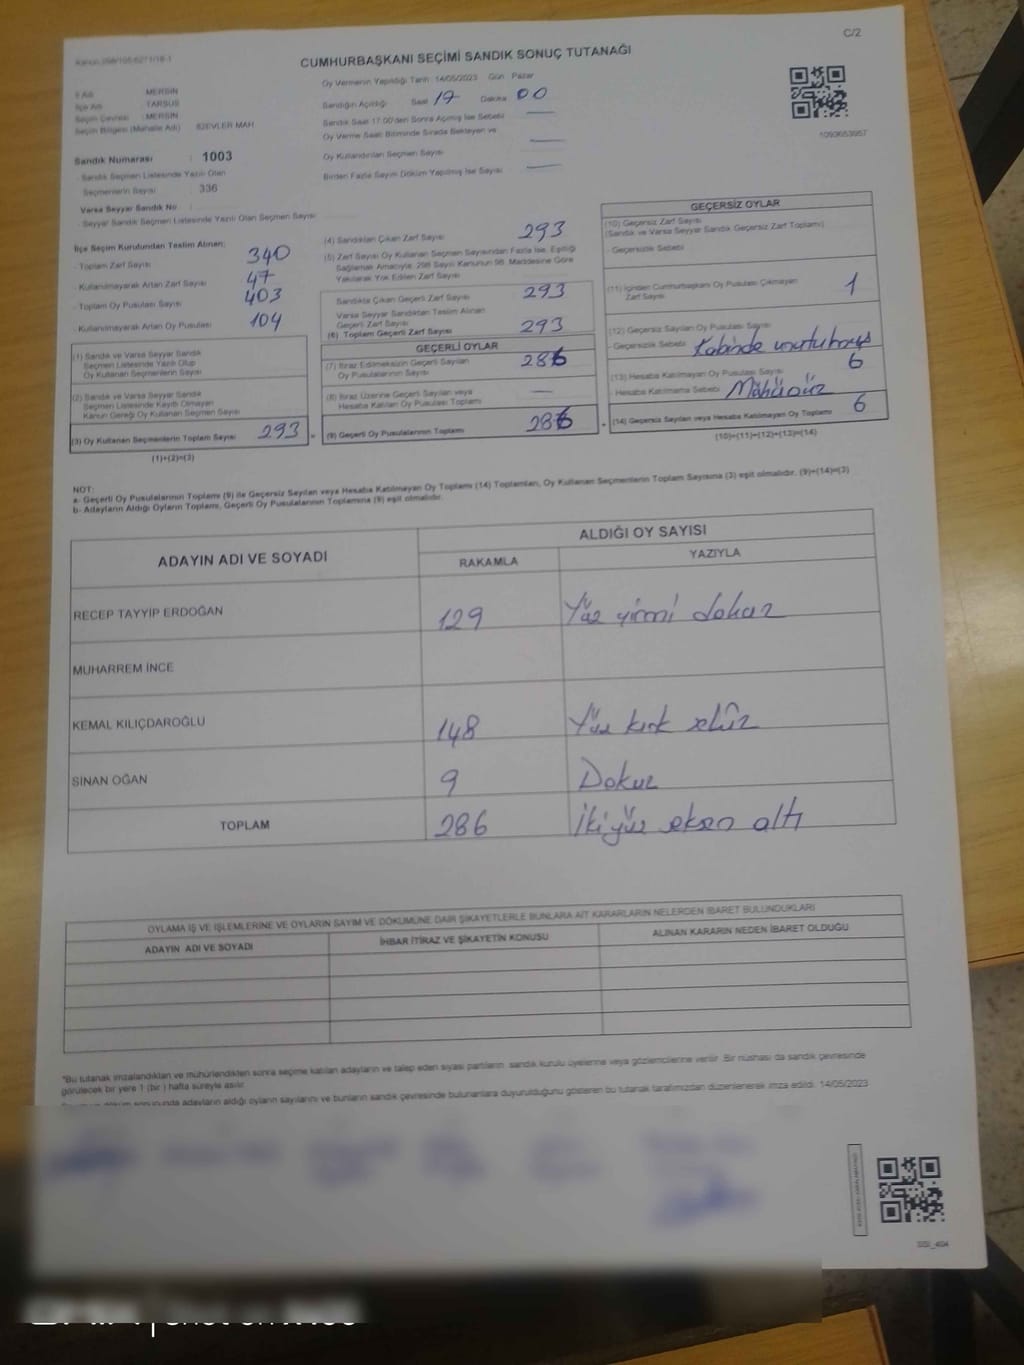 C/2
CUMHURBAŞKANI SEÇİMİ SANDIK SONUÇ TUTANAĞI
İl Adı : MERSİN
İlçe Adı : TARSUS
Seçim Çevresi : MERSİN
Seçim Bölgesi (Mahalle Adı) : 82EVLER MAH
Sandık Numarası : 1003
- Sandık Seçmen Listesinde Yazılı Olan
Seçmenlerin Sayısı : 336
Varsa Seyyar Sandık No :
- Seyyar Sandık Seçmen Listesinde Yazılı Olan Seçmen Sayısı :
Oy Vermenin Yapıldığı Tarih : 14/05/2023 Gün : Pazar
Sandığın Açıldığı Saat 17 Dakika 00
Sandık Saat 17:00'den Sonra Açılmış İse Sebebi —
Oy Verme Saati Bitiminde Sırada Bekleyen ve
Oy Kullandırılan Seçmen Sayısı —
Birden Fazla Sayım Döküm Yapılmış İse Sayısı —
1093653957
İlçe Seçim Kurulundan Teslim Alınan;
- Toplam Zarf Sayısı 340
- Kullanılmayarak Artan Zarf Sayısı 47
- Toplam Oy Pusulası Sayısı 403
- Kullanılmayarak Artan Oy Pusulası 104
(1) Sandık ve Varsa Seyyar Sandık
Seçmen Listesinde Yazılı Olup
Oy Kullanan Seçmenlerin Sayısı
(2) Sandık ve Varsa Seyyar Sandık
Seçmen Listesinde Kayıtlı Olmayan
Kanun Gereği Oy Kullanan Seçmen Sayısı
(3) Oy Kullanan Seçmenlerin Toplam Sayısı 293 =
(1)+(2)=(3)
(4) Sandıktan Çıkan Zarf Sayısı 293
(5) Zarf Sayısı Oy Kullanan Seçmen Sayısından Fazla İse, Eşitliği
Sağlamak Amacıyla, 298 Sayılı Kanunun 98. Maddesine Göre
Yakılarak Yok Edilen Zarf Sayısı
Sandıkta Çıkan Geçerli Zarf Sayısı 293
Varsa Seyyar Sandıktan Teslim Alınan
Geçerli Zarf Sayısı
(6) Toplam Geçerli Zarf Sayısı 293
GEÇERLİ OYLAR
(7) İtiraz Edilmeksizin Geçerli Sayılan
Oy Pusulalarının Sayısı 286
(8) İtiraz Üzerine Geçerli Sayılan veya
Hesaba Katılan Oy Pusulası Toplamı —
(9) Geçerli Oy Pusulalarının Toplamı 286 +
GEÇERSİZ OYLAR
(10) Geçersiz Zarf Sayısı
(Sandık ve Varsa Seyyar Sandık Geçersiz Zarf Toplamı)
- Geçersizlik Sebebi
(11) İçinden Cumhurbaşkanı Oy Pusulası Çıkmayan
Zarf Sayısı 1
(12) Geçersiz Sayılan Oy Pusulası Sayısı
- Geçersizlik Sebebi Kabinde
6
(13) Hesaba Katılmayan Oy Pusulası Sayısı
- Hesaba Katılmama Sebebi Mühürsüz
(14) Geçersiz Sayılan veya Hesaba Katılmayan Oy Toplamı 6
(10)+(11)+(12)+(13)=(14)
NOT:
a- Geçerli Oy Pusulalarının Toplamı (9) ile Geçersiz Sayılan veya Hesaba Katılmayan Oy Toplamı (14) Toplamları, Oy Kullanan Seçmenlerin Toplam Sayısına (3) eşit olmalıdır. (9)+(14)=(3)
b- Adayların Aldığı Oyların Toplamı, Geçerli Oy Pusulalarının Toplamına (9) eşit olmalıdır.
ADAYIN ADI VE SOYADI
ALDIĞI OY SAYISI
RAKAMLA YAZIYLA
RECEP TAYYİP ERDOĞAN 129 Yüz yirmi dokuz
MUHARREM İNCE
KEMAL KILIÇDAROĞLU 148 Yüz kırk sekiz
SİNAN OĞAN 9 Dokuz
TOPLAM 286 İkiyüz seksen altı
OYLAMA İŞ VE İŞLEMLERİNE VE OYLARIN SAYIM VE DÖKÜMÜNE DAİR ŞİKAYETLERLE BUNLARA AİT KARARLARIN NELERDEN İBARET BULUNDUKLARI
ADAYIN ADI VE SOYADI İHBAR İTİRAZ VE ŞİKAYETİN KONUSU ALINAN KARARIN NEDEN İBARET OLDUĞU
"Bu tutanak imzalandıktan ve mühürlendikten sonra seçime katılan adayların ve talep eden siyasi partilerin sandık kurulu üyelerine veya gözlemcilerine verilir. Bir nüshası da sandık çevresinde
görülecek bir yere 1 (bir) hafta süreyle asılır.
adayların aldığı oyların sayılarını ve bunların sandık çevresinde bulunanlara duyurulduğunu gösteren bu tutanak tarafımızdan düzenlenerek imza edildi. 14/05/2023